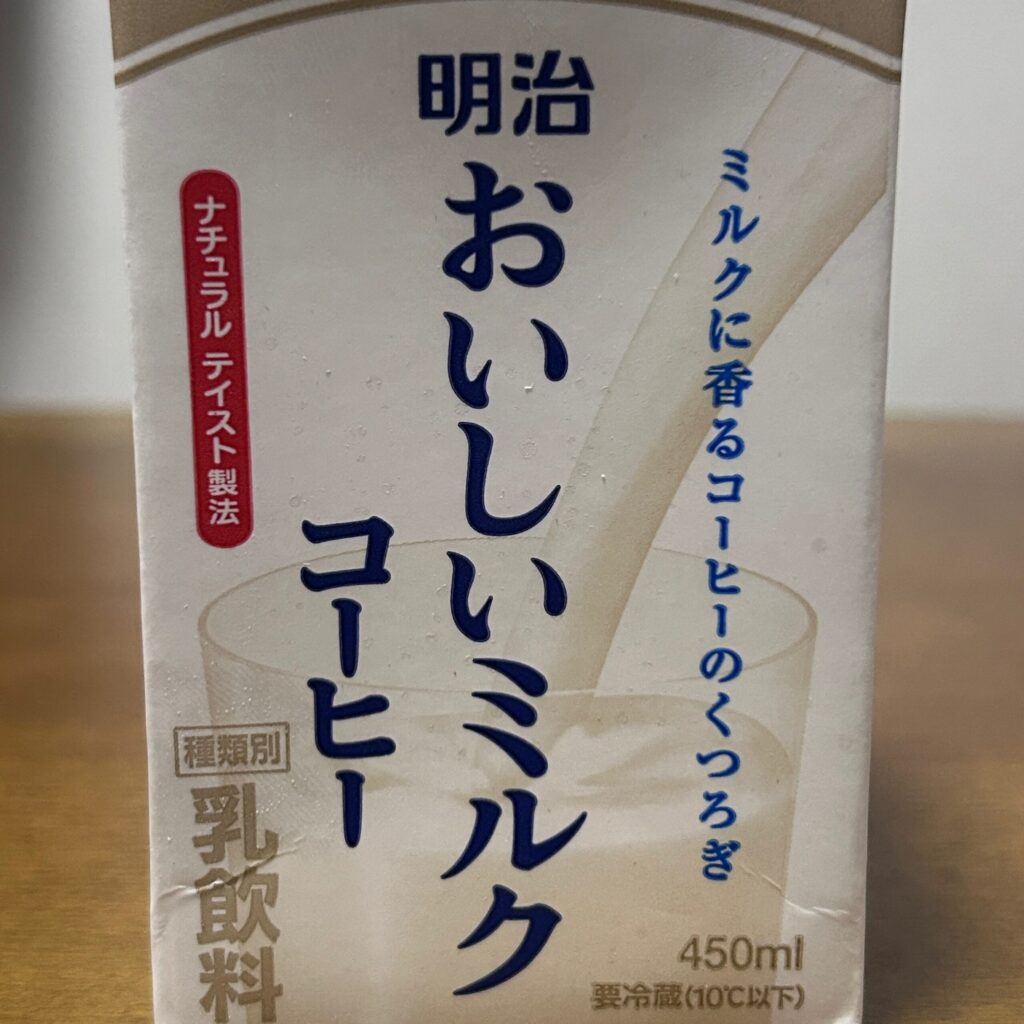 明治
おいしいミルク
コーヒー
ミルクに香るコーヒーのくつろぎ
ナチュラル テイスト製法
種類別
乳飲料
450ml
要冷蔵(10℃以下)